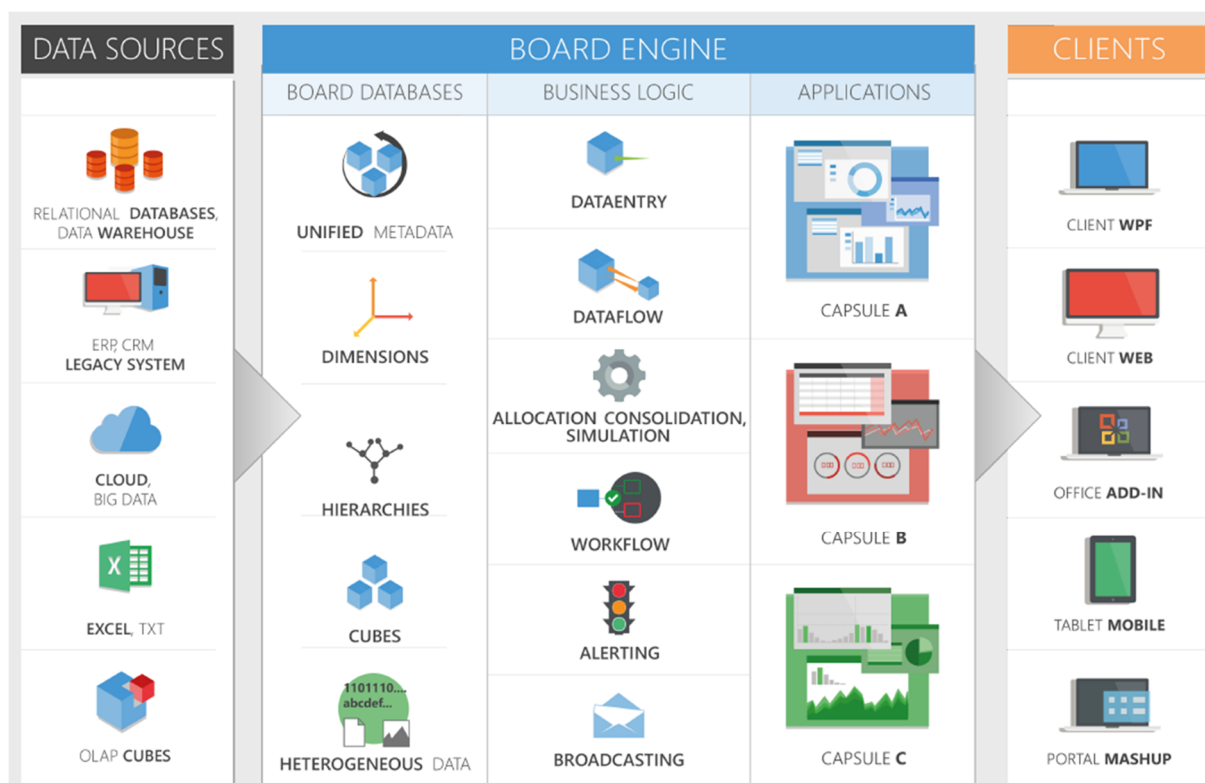 DATA SOURCES
RELATIONAL DATABASES,
DATA WAREHOUSE
ERP, CRM
LEGACY SYSTEM
CLOUD,
BIG DATA
X
EXCEL, TXT
OLAP CUBES
BOARD ENGINE
BOARD DATABASES
UNIFIED METADATA
DIMENSIONS
HIERARCHIES
CUBES
1101110....
abcdef...
HETEROGENEOUS DATA
BUSINESS LOGIC
DATAENTRY
DATAFLOW
ALLOCATION CONSOLIDATION,
SIMULATION
WORKFLOW
ALERTING
BROADCASTING
APPLICATIONS
CAPSULE A
CAPSULE B
CAPSULE C
CLIENTS
CLIENT WPF
CLIENT WEB
OFFICE ADD-IN
TABLET MOBILE
PORTAL MASHUP